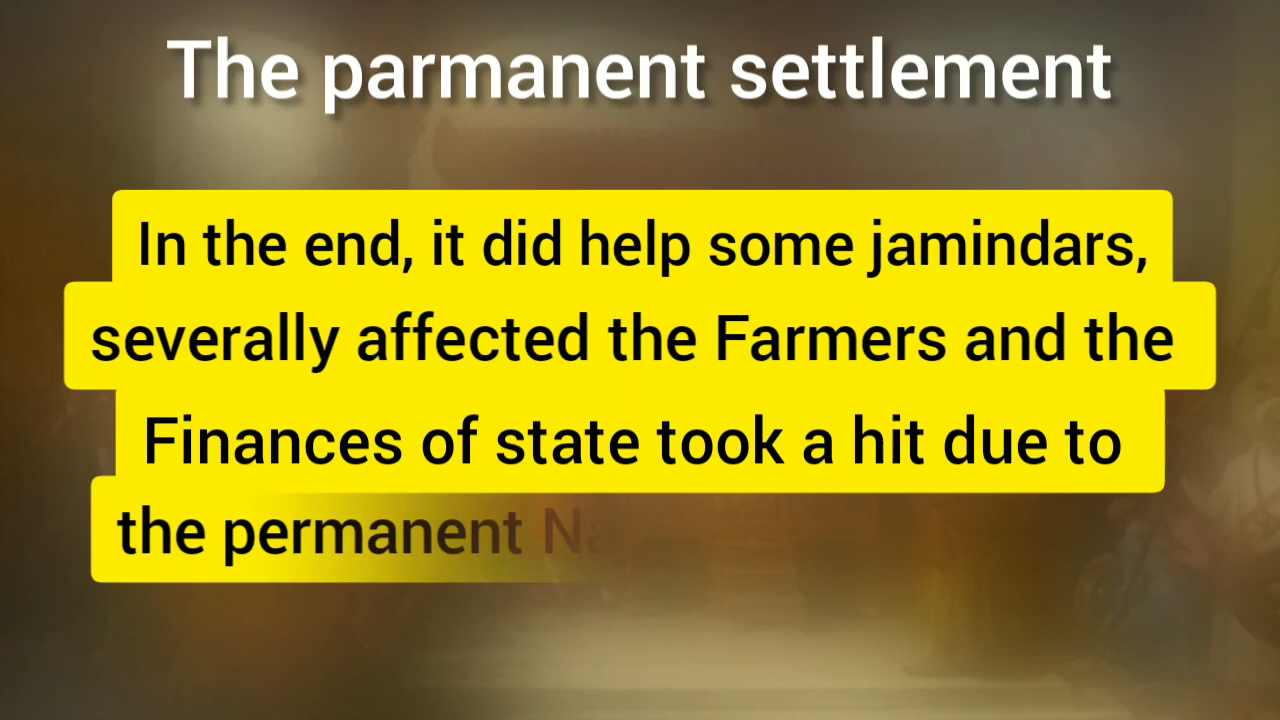 The parmanent settlement
In the end, it did help some jamindars,
severally affected the Farmers and the
Finances of state took a hit due to
the permanent